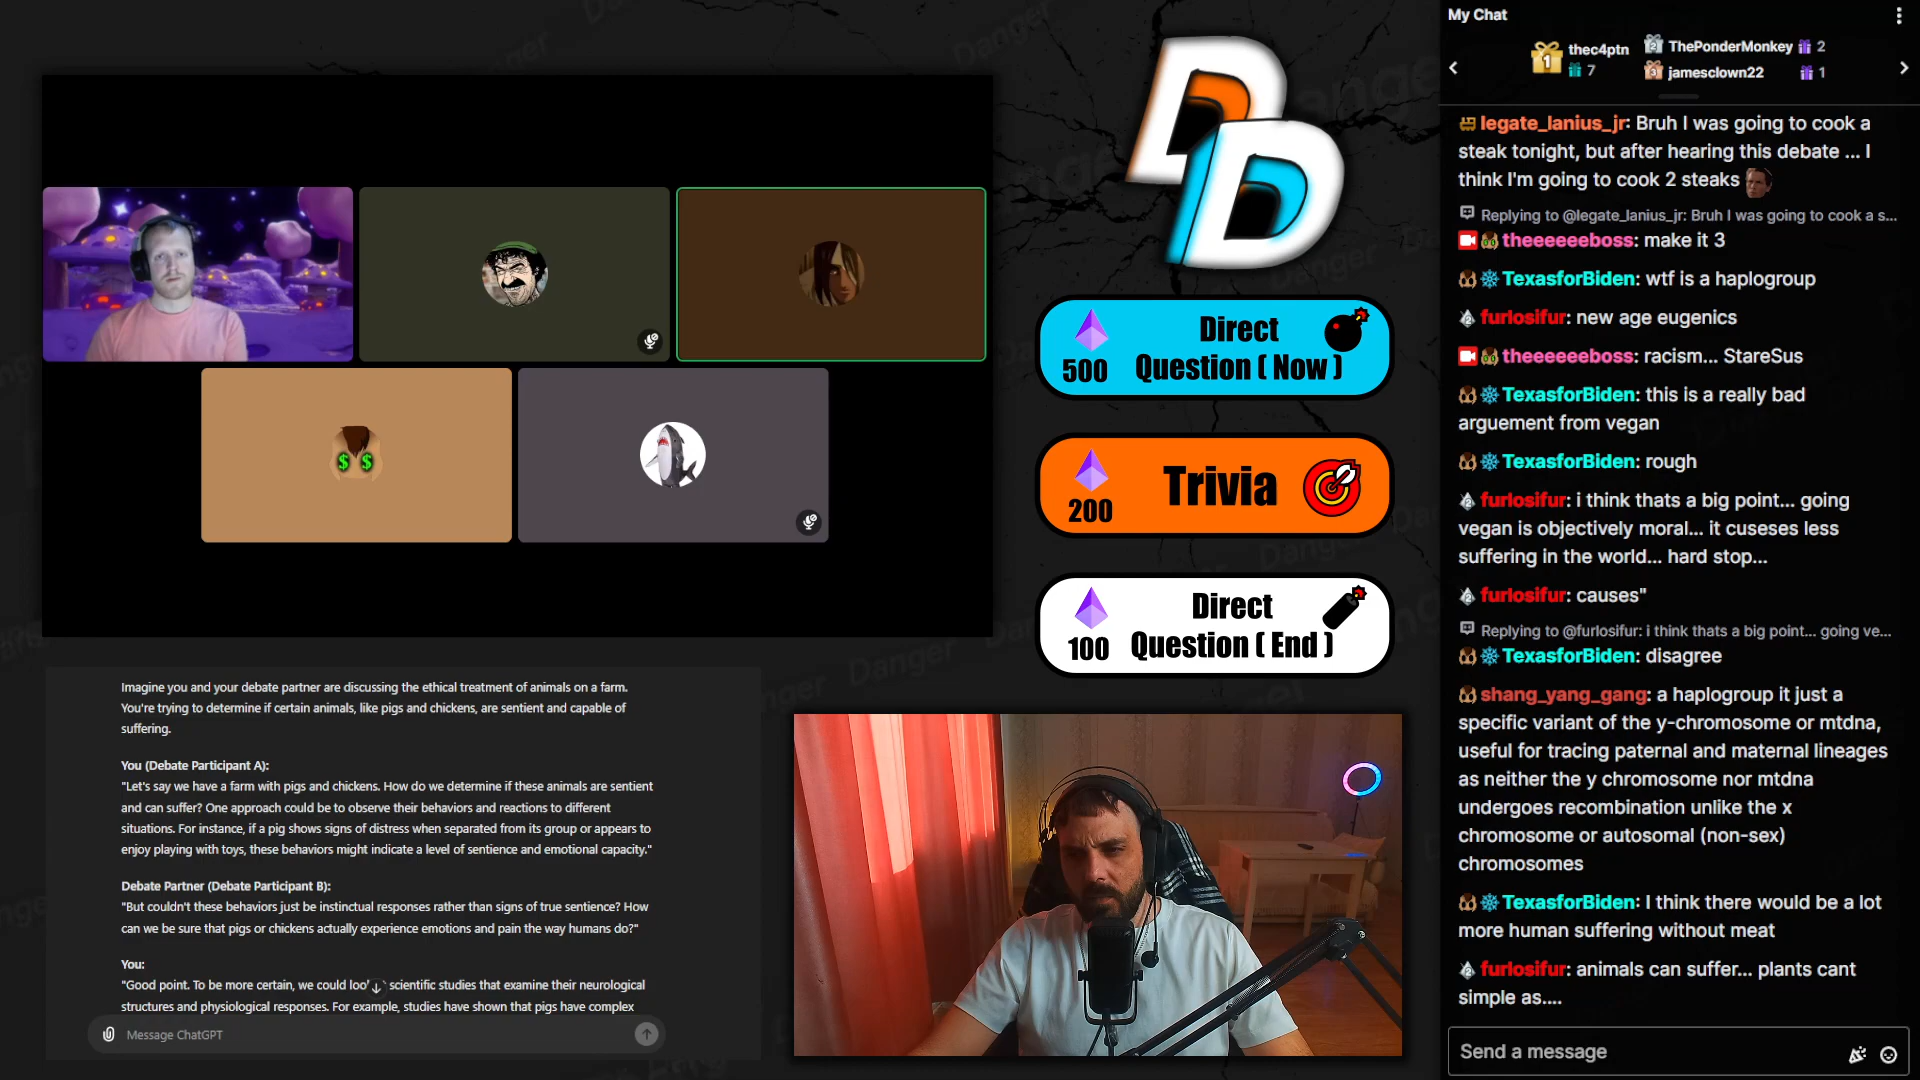 My Chat
thec4ptn
7
ThePonderMonkey 2
jamesclown22 1
legate_lanius_jr: Bruh I was going to cook a
steak tonight, but after hearing this debate ... I
think I'm going to cook 2 steaks
Replying to @legate_lanius_jr: Bruh I was going to cook a s...
theeeeeeboss: make it 3
TexasforBiden: wtf is a haplogroup
furlosifur: new age eugenics
theeeeeeboss: racism... StareSus
TexasforBiden: this is a really bad
arguement from vegan
TexasforBiden: rough
furlosifur: i think thats a big point... going
vegan is objectively moral... it cuseses less
suffering in the world... hard stop...
furlosifur: causes"
Replying to @furlosifur: i think thats a big point... going ve...
TexasforBiden: disagree
shang_yang_gang: a haplogroup it just a
specific variant of the y-chromosome or mtdna,
useful for tracing paternal and maternal lineages
as neither the y chromosome nor mtdna
undergoes recombination unlike the x
chromosome or autosomal (non-sex)
chromosomes
TexasforBiden: I think there would be a lot
more human suffering without meat
furlosifur: animals can suffer... plants cant
simple as....
Send a message
DD
500
Direct
Question ( Now )
200
Trivia
100
Direct
Question ( End )
Imagine you and your debate partner are discussing the ethical treatment of animals on a farm.
You're trying to determine if certain animals, like pigs and chickens, are sentient and capable of
suffering.
You (Debate Participant A):
"Let's say we have a farm with pigs and chickens. How do we determine if these animals are sentient
and can suffer? One approach could be to observe their behaviors and reactions to different
situations. For instance, if a pig shows signs of distress when separated from its group or appears to
enjoy playing with toys, these behaviors might indicate a level of sentience and emotional capacity."
Debate Partner (Debate Participant B):
"But couldn't these behaviors just be instinctual responses rather than signs of true sentience? How
can we be sure that pigs or chickens actually experience emotions and pain the way humans do?"
You:
"Good point. To be more certain, we could scientific studies that examine their neurological
structures and physiological responses. For example, studies have shown that pigs have complex
Message ChatGPT